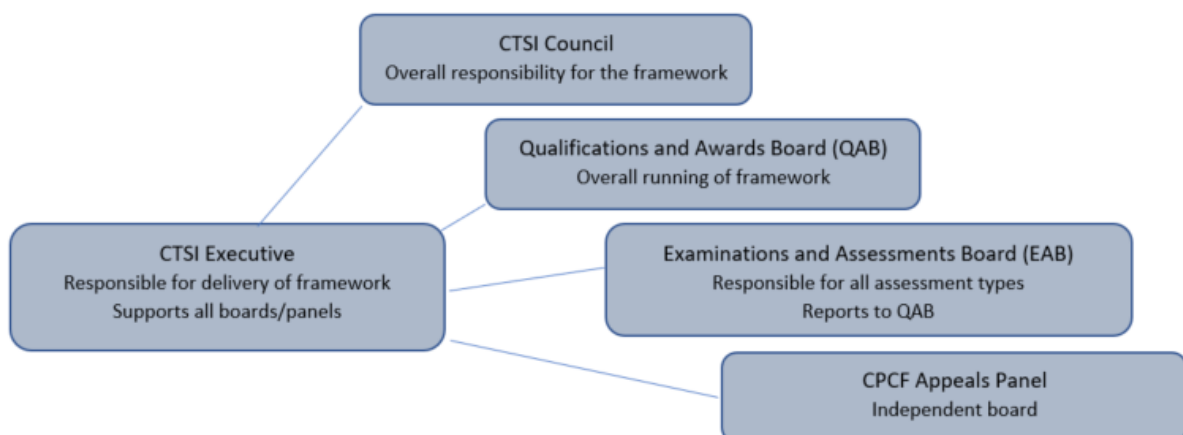 CTSI Council
Overall responsibility for the framework
Qualifications and Awards Board (QAB)
Overall running of framework
CTSI Executive
Responsible for delivery of framework
Supports all boards/panels
Examinations and Assessments Board (EAB)
Responsible for all assessment types
Reports to QAB
CPCF Appeals Panel
Independent board